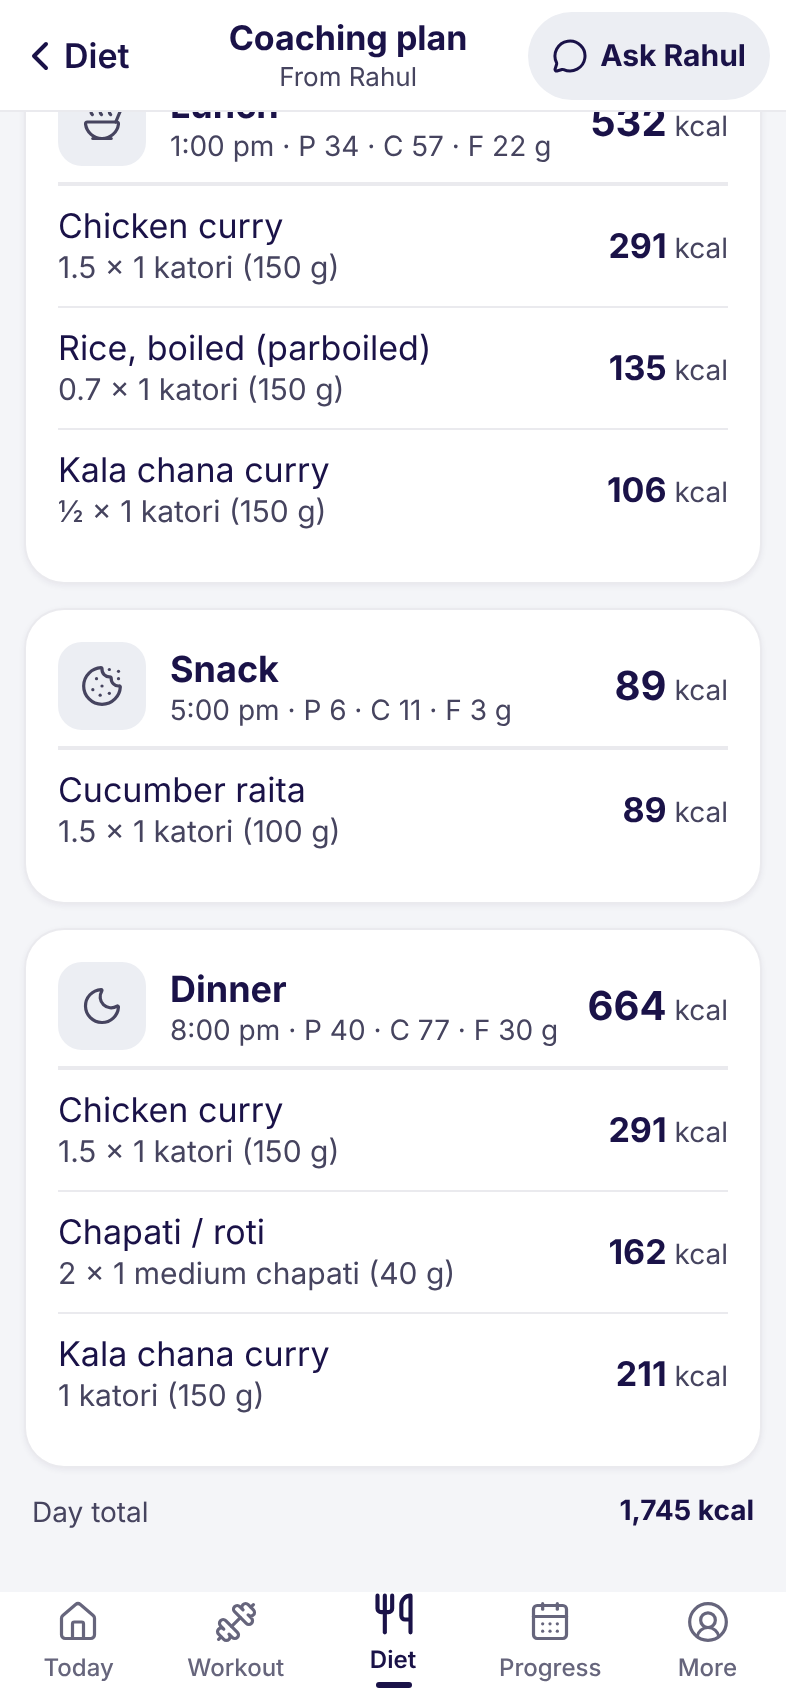 Diet
Coaching plan
From Rahul
Ask Rahul
Lunch
532 kcal
1:00 pm · P 34 · C 57 · F 22 g
Chicken curry
1.5 × 1 katori (150 g)
291 kcal
Rice, boiled (parboiled)
0.7 × 1 katori (150 g)
135 kcal
Kala chana curry
½ × 1 katori (150 g)
106 kcal
Snack
5:00 pm · P 6 · C 11 · F 3 g
89 kcal
Cucumber raita
1.5 × 1 katori (100 g)
89 kcal
Dinner
8:00 pm · P 40 · C 77 · F 30 g
664 kcal
Chicken curry
1.5 × 1 katori (150 g)
291 kcal
Chapati / roti
2 × 1 medium chapati (40 g)
162 kcal
Kala chana curry
1 katori (150 g)
211 kcal
Day total
1,745 kcal
Today
Workout
Diet
Progress
More